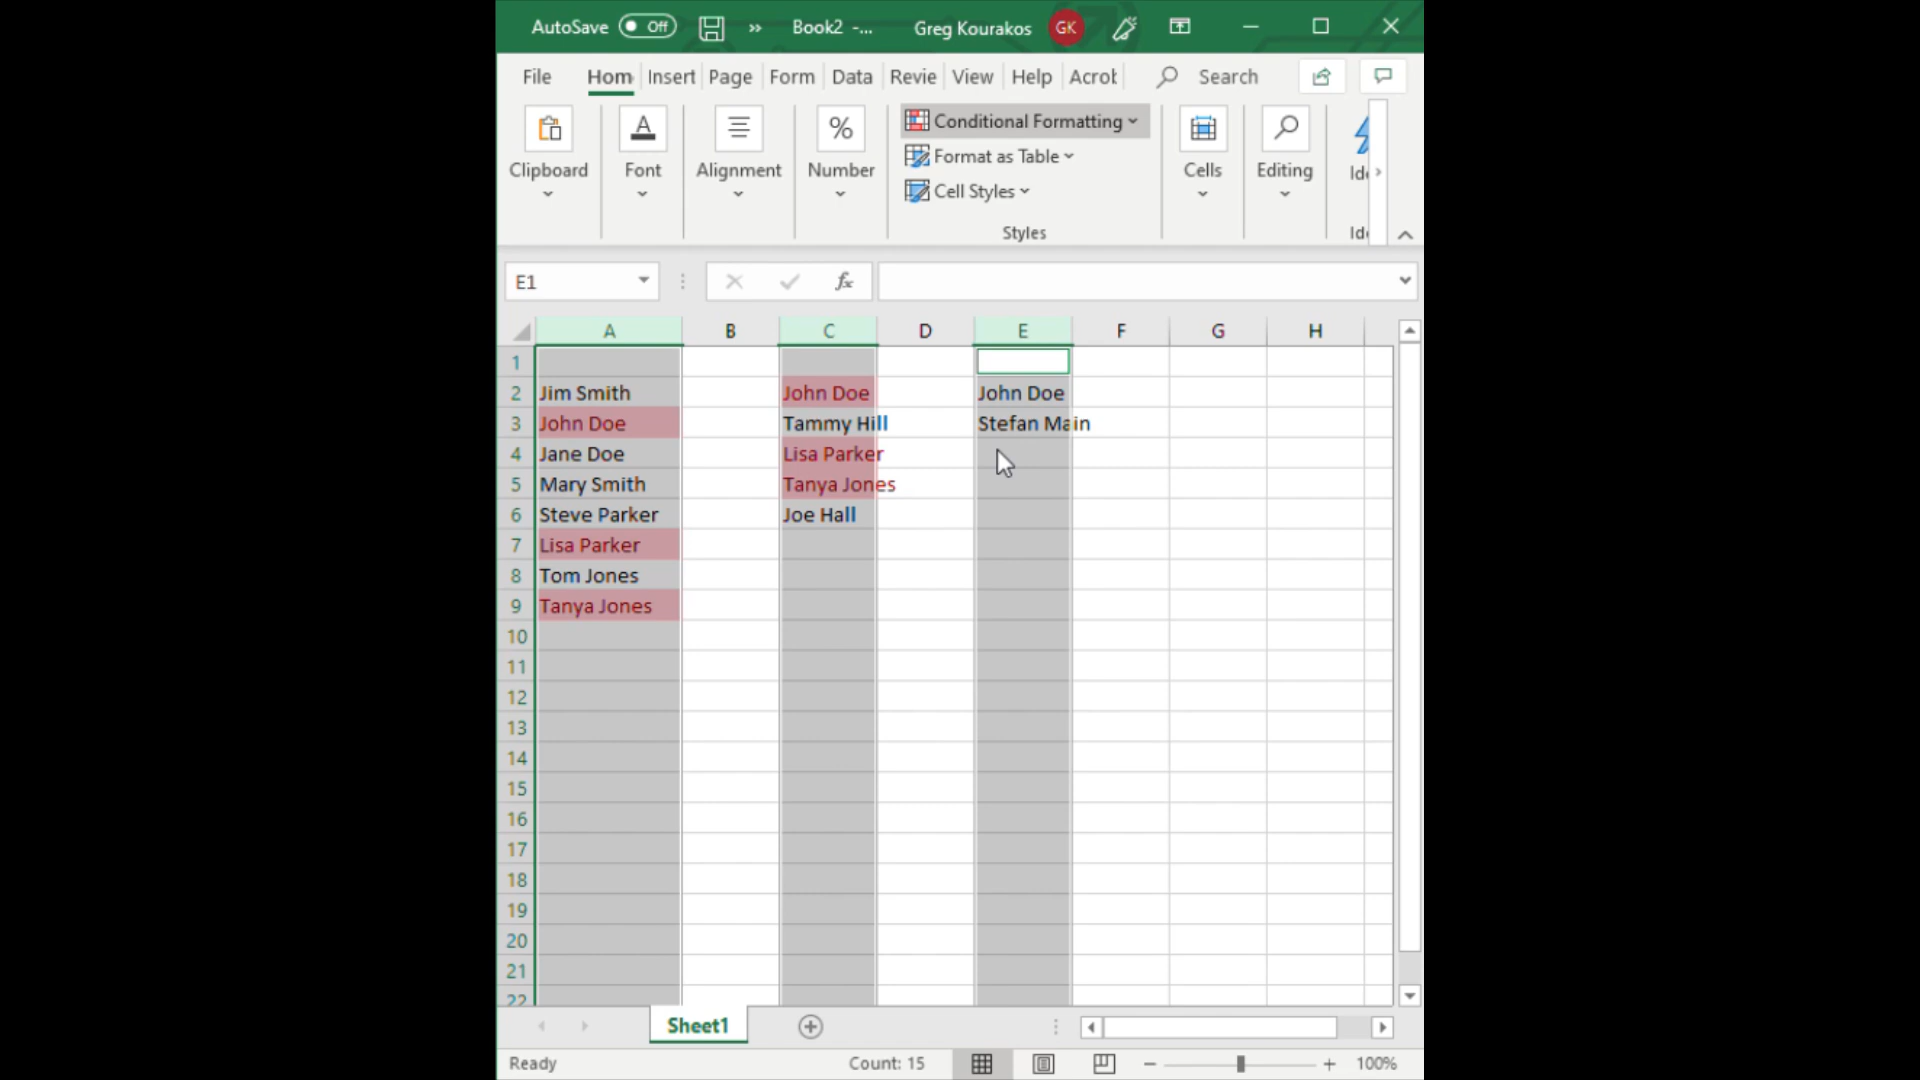 AutoSave Off Book2 -... Greg Kourakos GK
File Hom Insert Page Form Data Revie View Help Acrob Search
Conditional Formatting
Format as Table
Cell Styles
Clipboard Font Alignment Number Cells Editing Ide
Styles Ide
E1 fx
A B C D E F G H
1
2 Jim Smith John Doe John Doe
3 John Doe Tammy Hill Stefan Main
4 Jane Doe Lisa Parker
5 Mary Smith Tanya Jones
6 Steve Parker Joe Hall
7 Lisa Parker
8 Tom Jones
9 Tanya Jones
10
11
12
13
14
15
16
17
18
19
20
21
22
Sheet1
Ready Count: 15 100%